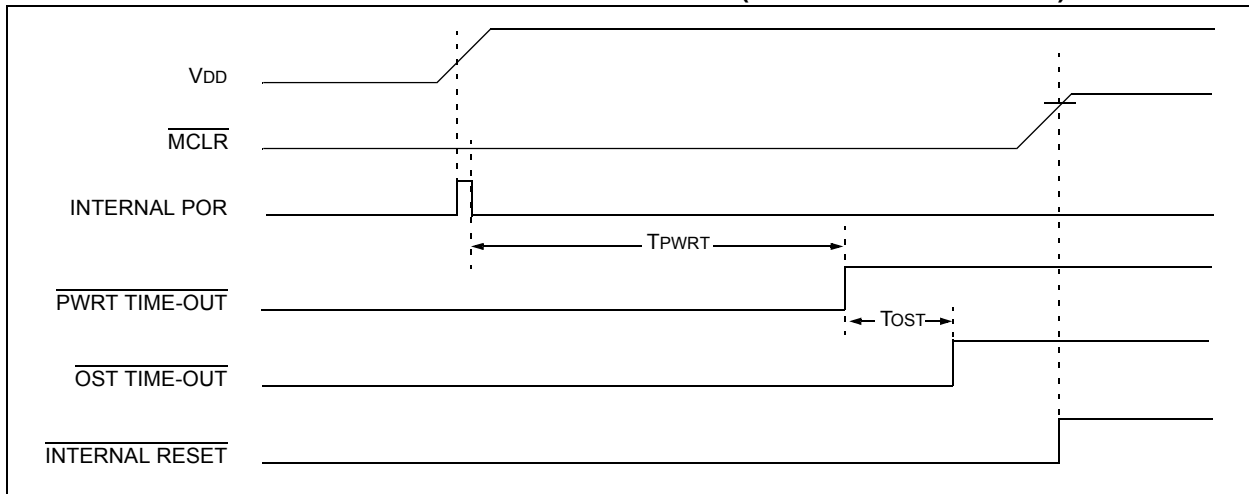 VDD
MCLR
INTERNAL POR
TPWRT
PWRT TIME-OUT
TOST
OST TIME-OUT
INTERNAL RESET